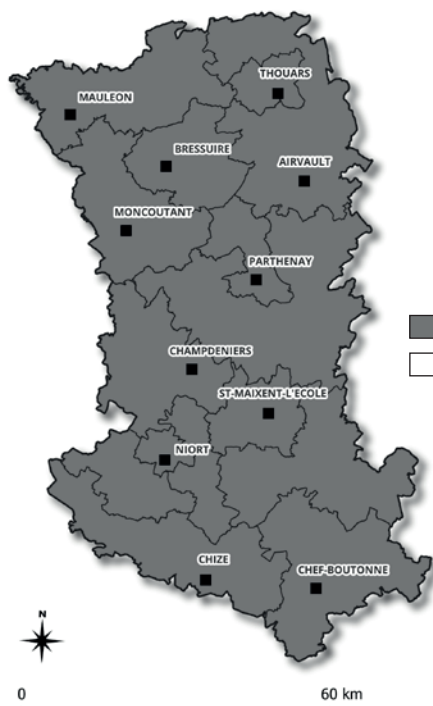 THOUARS
MAULEON
BRESSUIRE
AIRVAULT
MONCOUTANT
PARTHENAY
CHAMPDENIERS
ST-MAIXENT-L'ECOLE
NIORT
CHIZE
CHEF-BOUTONNE
N
0 60 km